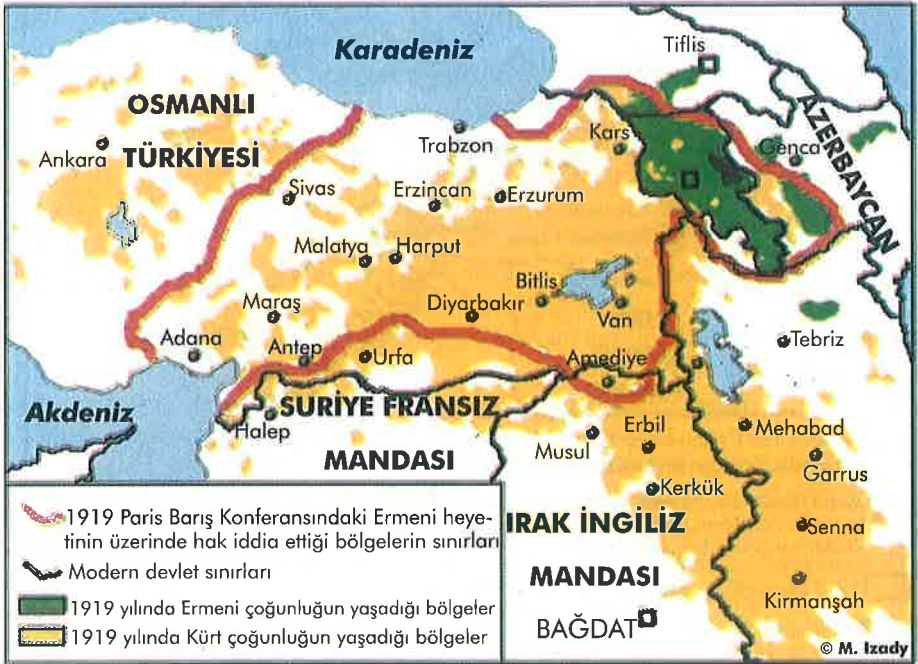 Karadeniz
Tiflis
OSMANLI
TÜRKİYESİ
Ankara
AZERBAYCAN
Trabzon
Kars
Genca
Sivas
Erzincan
Erzurum
Malatya
Harput
Bitlis
Van
Maraş
Diyarbakır
Adana
Antep
Urfa
Amediye
Tebriz
Akdeniz
Halep
SURİYE FRANSIZ
MANDASI
Musul
Erbil
Kerkük
Mehabad
Garrus
Senna
Kirmanşah
IRAK İNGİLİZ
MANDASI
BAĞDAT
1919 Paris Barış Konferansındaki Ermeni heye-
tinin üzerinde hak iddia ettiği bölgelerin sınırları
Modern devlet sınırları
1919 yılında Ermeni çoğunluğun yaşadığı bölgeler
1919 yılında Kürt çoğunluğun yaşadığı bölgeler
© M. Izady